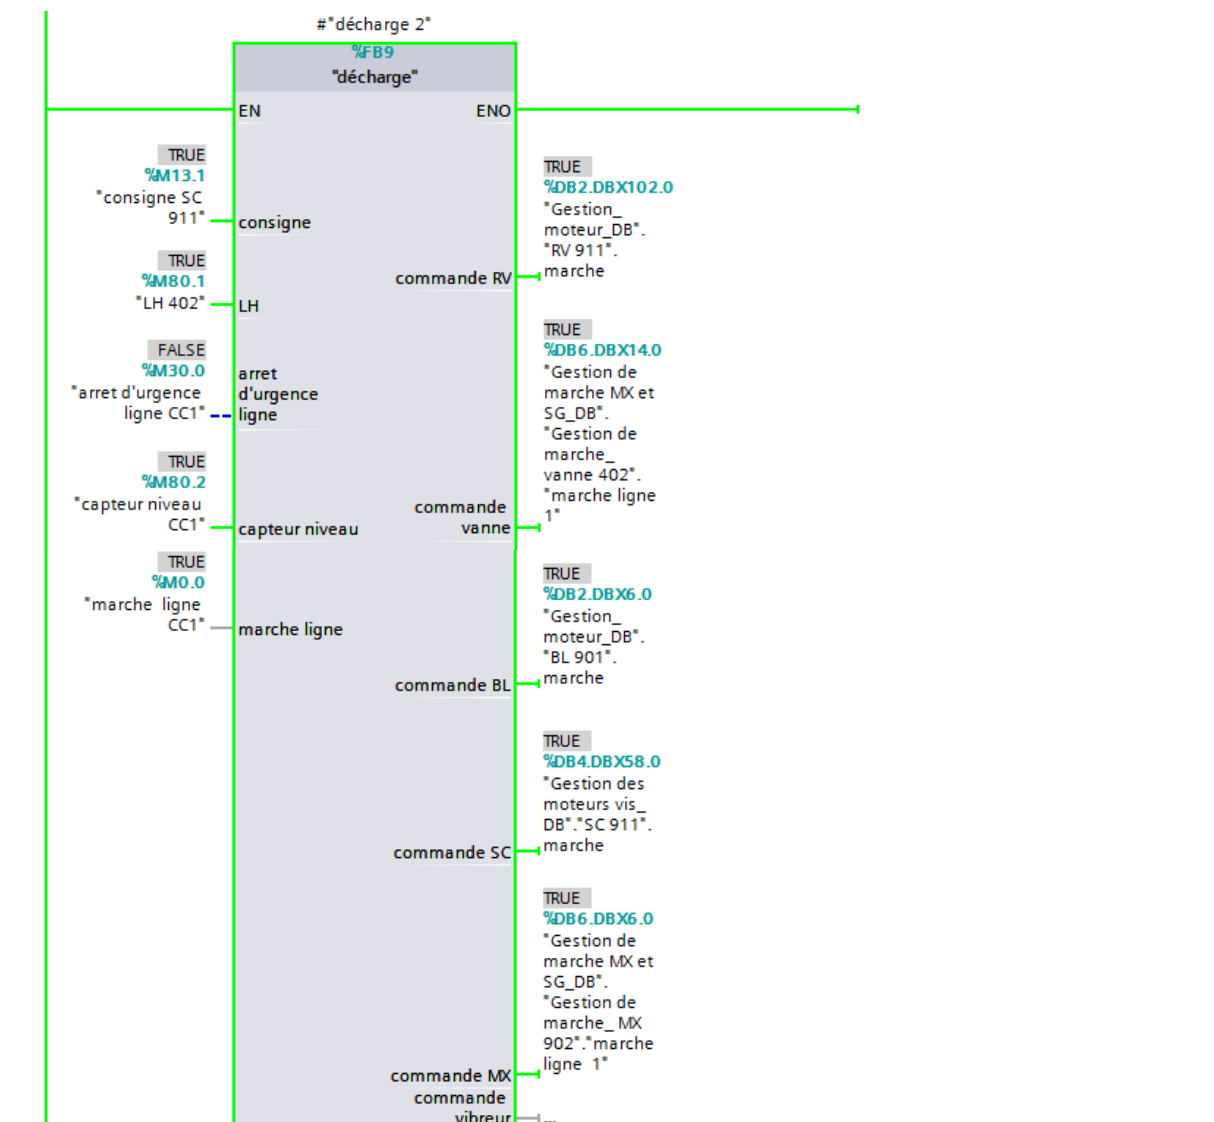 #"décharge 2"
%FB9
"décharge"
EN
ENO
TRUE
%M13.1
"consigne SC
911"
consigne
TRUE
%M80.1
"LH 402"
LH
FALSE
%M30.0
"arret d'urgence
ligne CC1"
arret
d'urgence
ligne
TRUE
%M80.2
"capteur niveau
CC1"
capteur niveau
TRUE
%M0.0
"marche ligne
CC1"
marche ligne
commande RV
TRUE
%DB2.DBX102.0
"Gestion_
moteur_DB".
"RV 911".
marche
commande
vanne
TRUE
%DB6.DBX14.0
"Gestion de
marche MX et
SG_DB".
"Gestion de
marche_
vanne 402".
"marche ligne
1"
commande BL
TRUE
%DB2.DBX6.0
"Gestion_
moteur_DB".
"BL 901".
marche
commande SC
TRUE
%DB4.DBX58.0
"Gestion des
moteurs vis_
DB"."SC 911".
marche
commande MX
TRUE
%DB6.DBX6.0
"Gestion de
marche MX et
SG_DB".
"Gestion de
marche_ MX
902"."marche
ligne 1"
commande
vibreur
...